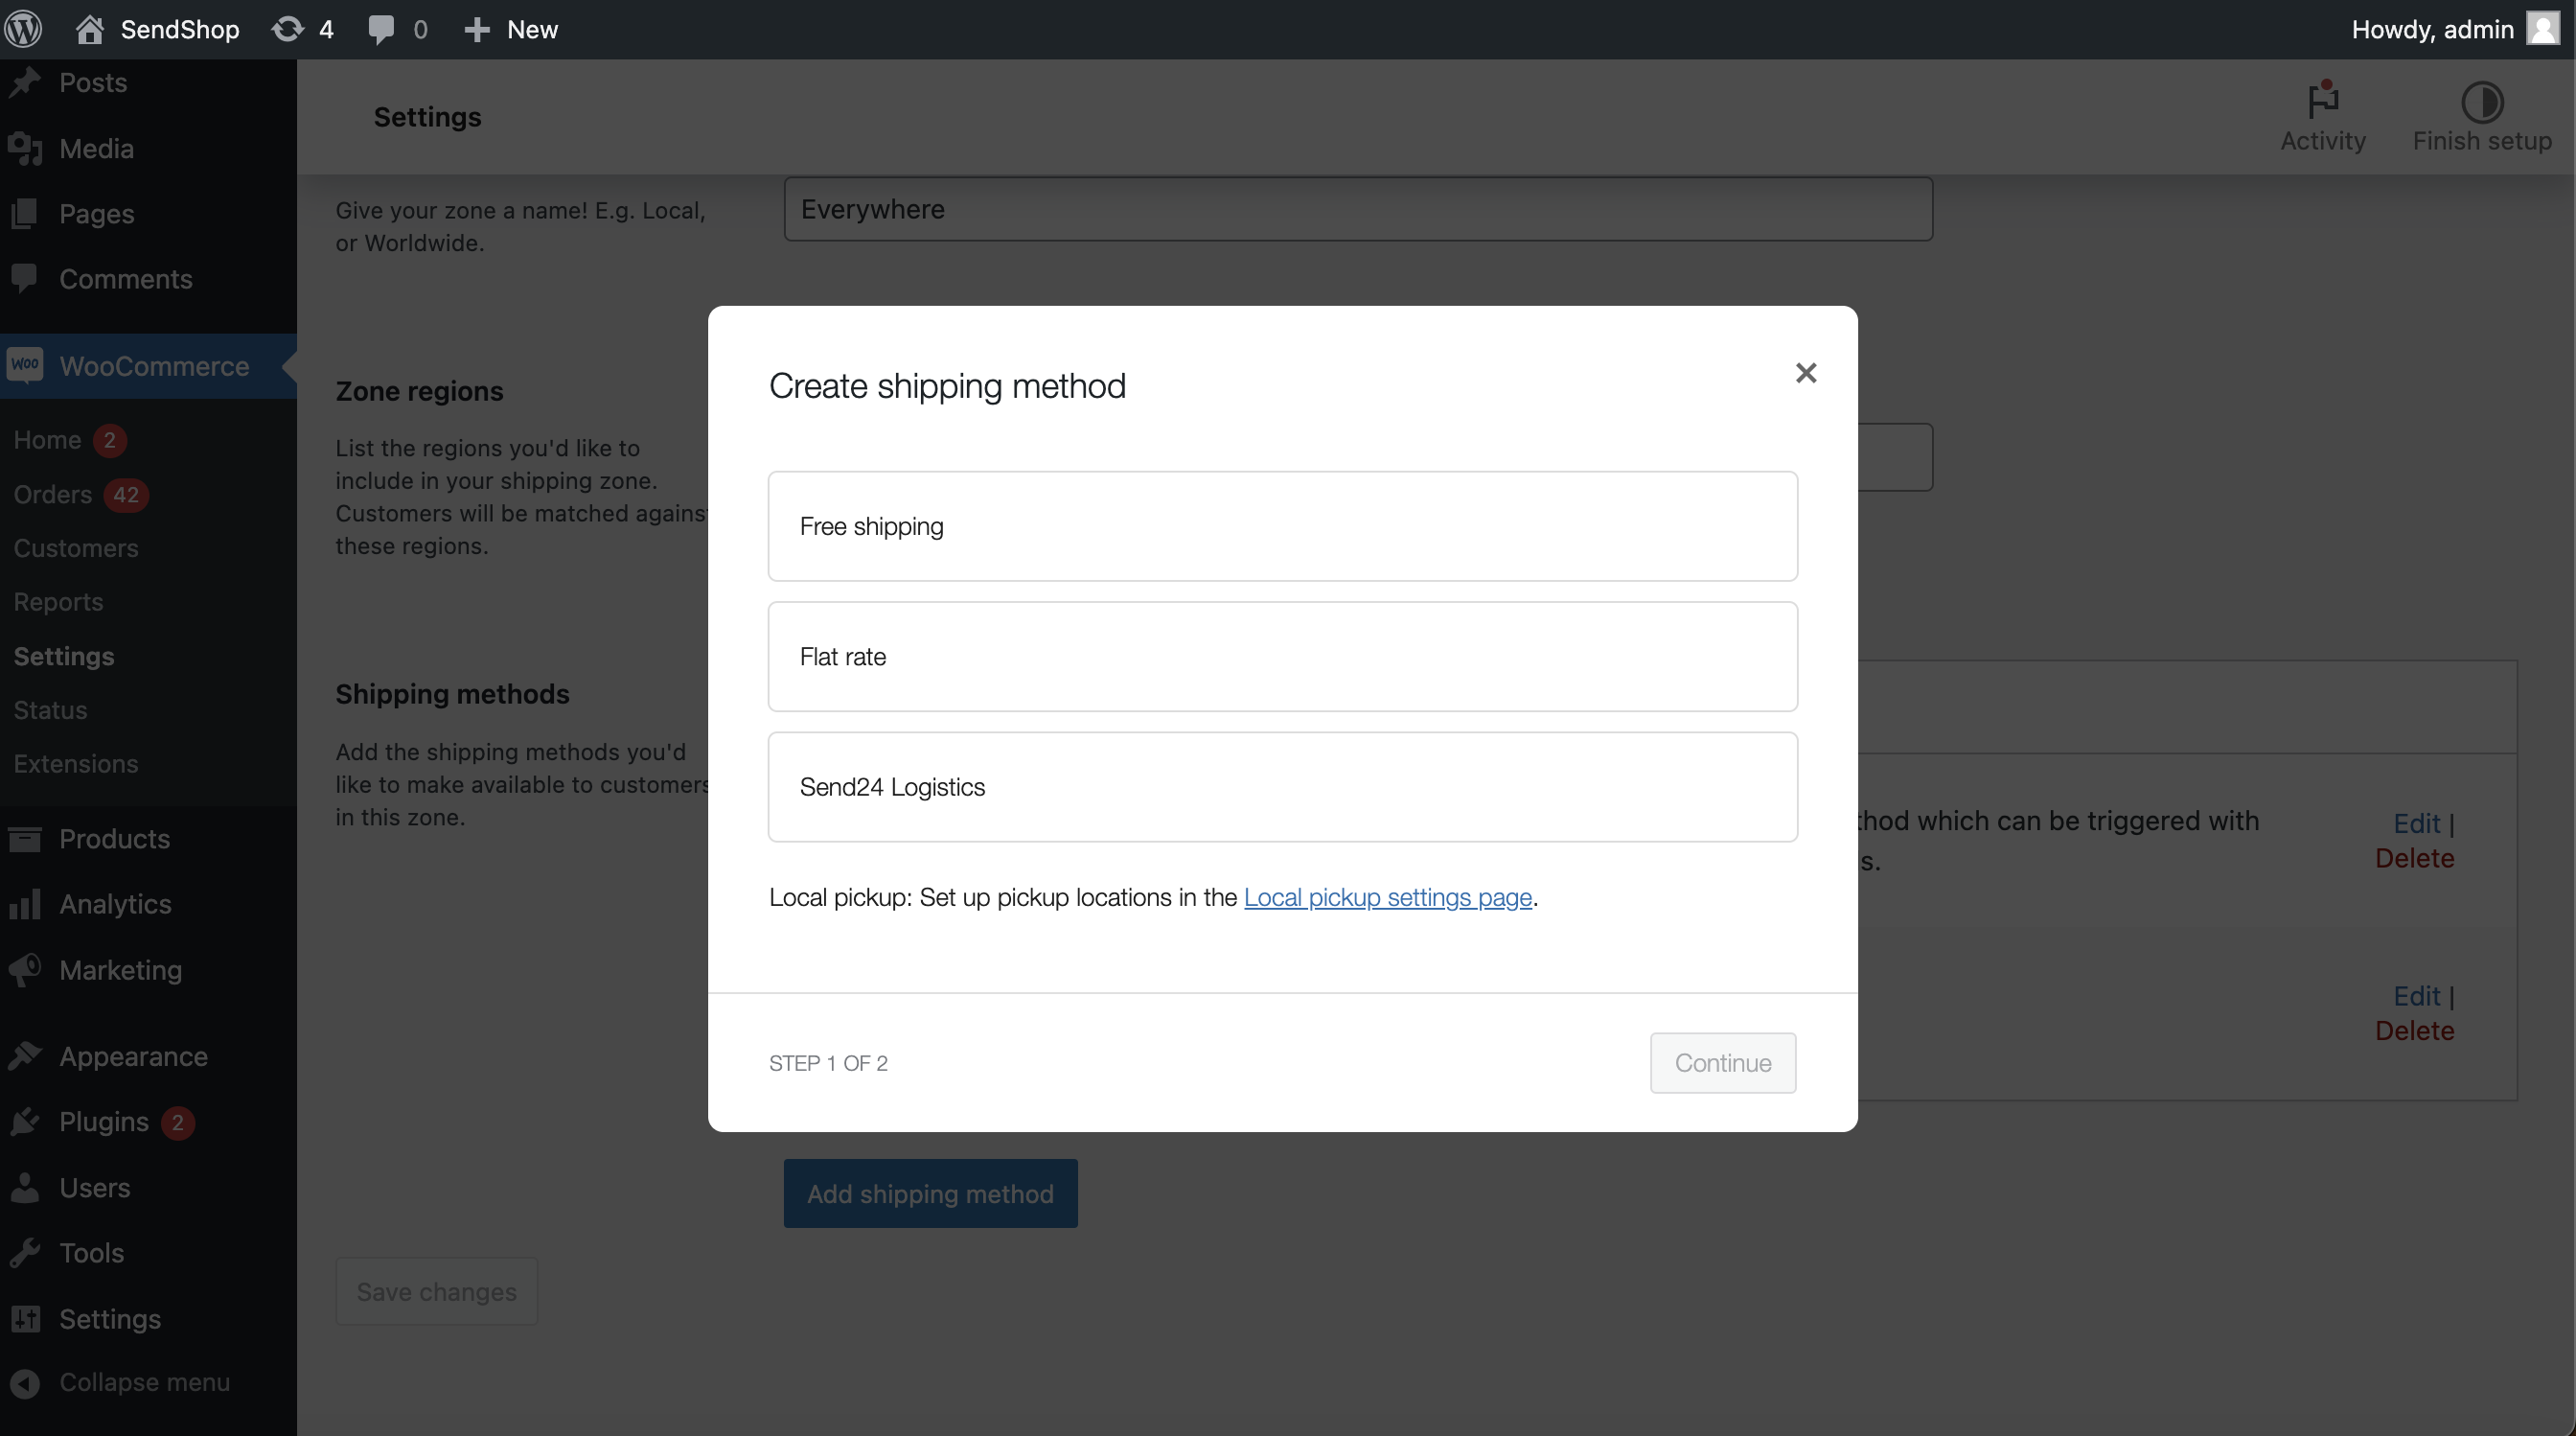 SendShop
4
0
New
Howdy, admin
Posts
Media
Pages
Comments
Woo
WooCommerce
Home 2
Orders 42
Customers
Reports
Settings
Status
Extensions
Products
Analytics
Marketing
Appearance
Plugins 2
Users
Tools
Settings
Collapse menu
Settings
Activity
Finish setup
Give your zone a name! E.g. Local,
or Worldwide.
Everywhere
Zone regions
List the regions you'd like to
include in your shipping zone.
Customers will be matched agains
these regions.
Shipping methods
Add the shipping methods you'd
like to make available to customers
in this zone.
Create shipping method
Free shipping
Flat rate
Send24 Logistics
Local pickup: Set up pickup locations in the Local pickup settings page.
STEP 1 OF 2
Continue
thod which can be triggered with
s.
Edit |
Delete
Edit |
Delete
Add shipping method
Save changes